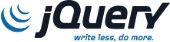 jQuery
write less, do more.